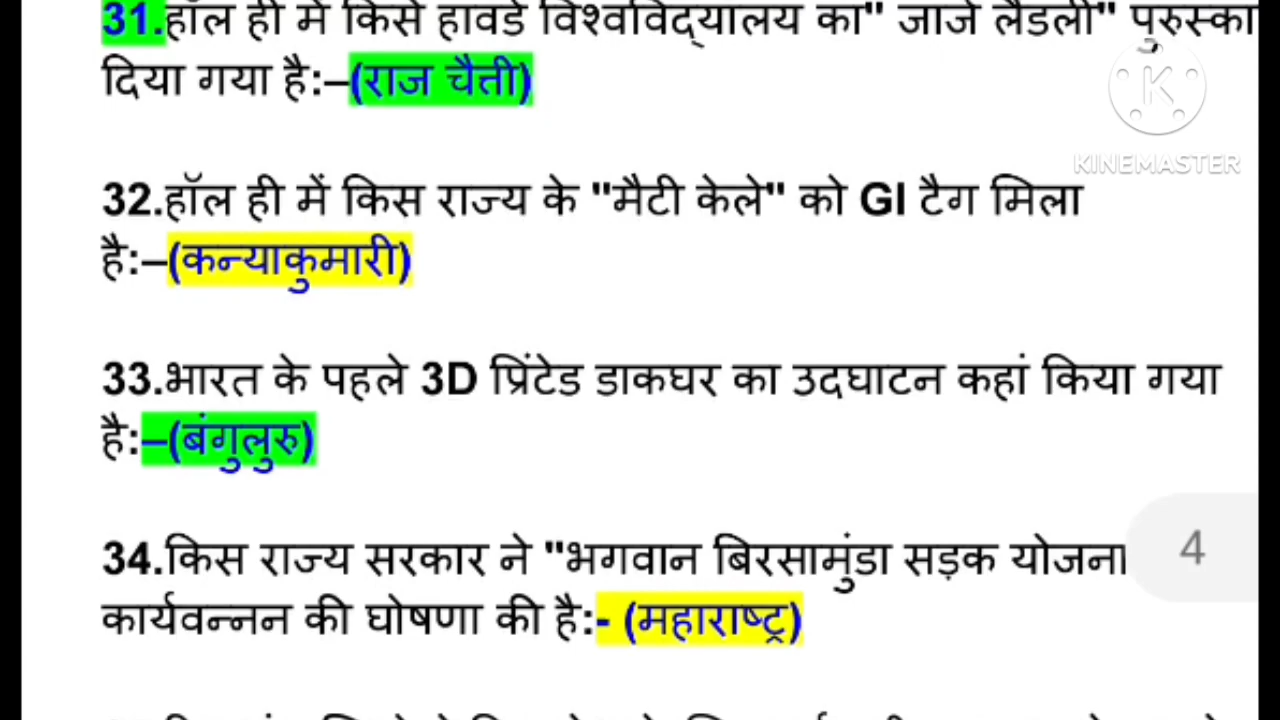 31.हॉल ही में किसे हावर्ड विश्वविद्यालय का" जार्ज लैडली" पुरुस्का
दिया गया है:–(राज चैती)
KINEMASTER
32.हॉल ही में किस राज्य के "मैटी केले" को GI टैग मिला
है:–(कन्याकुमारी)
33.भारत के पहले 3D प्रिंटेड डाकघर का उदघाटन कहां किया गया
है:–(बंगुलुरु)
34.किस राज्य सरकार ने "भगवान बिरसामुंडा सड़क योजना
4
कार्यवन्नन की घोषणा की है:- (महाराष्ट्र)